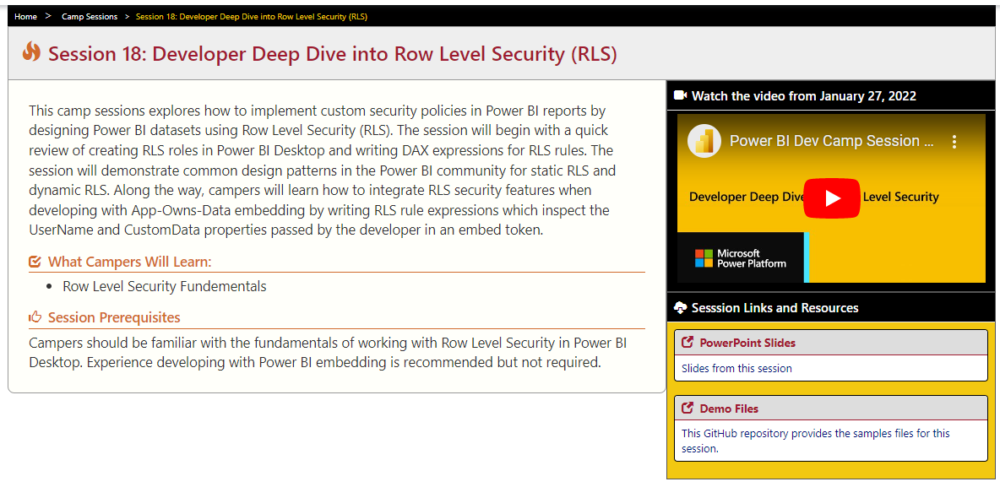 Home > Camp Sessions > Session 18: Developer Deep Dive into Row Level Security (RLS)
Session 18: Developer Deep Dive into Row Level Security (RLS)
This camp sessions explores how to implement custom security policies in Power BI reports by
designing Power BI datasets using Row Level Security (RLS). The session will begin with a quick
review of creating RLS roles in Power BI Desktop and writing DAX expressions for RLS rules. The
session will demonstrate common design patterns in the Power BI community for static RLS and
dynamic RLS. Along the way, campers will learn how to integrate RLS security features when
developing with App-Owns-Data embedding by writing RLS rule expressions which inspect the
UserName and CustomData properties passed by the developer in an embed token.
What Campers Will Learn:
• Row Level Security Fundementals
Session Prerequisites
Campers should be familiar with the fundamentals of working with Row Level Security in Power BI
Desktop. Experience developing with Power BI embedding is recommended but not required.
Watch the video from January 27, 2022
Power BI Dev Camp Session ...
Developer Deep Dive Level Security
Microsoft
Power Platform
Sesssion Links and Resources
PowerPoint Slides
Slides from this session
Demo Files
This GitHub repository provides the samples files for this
session.